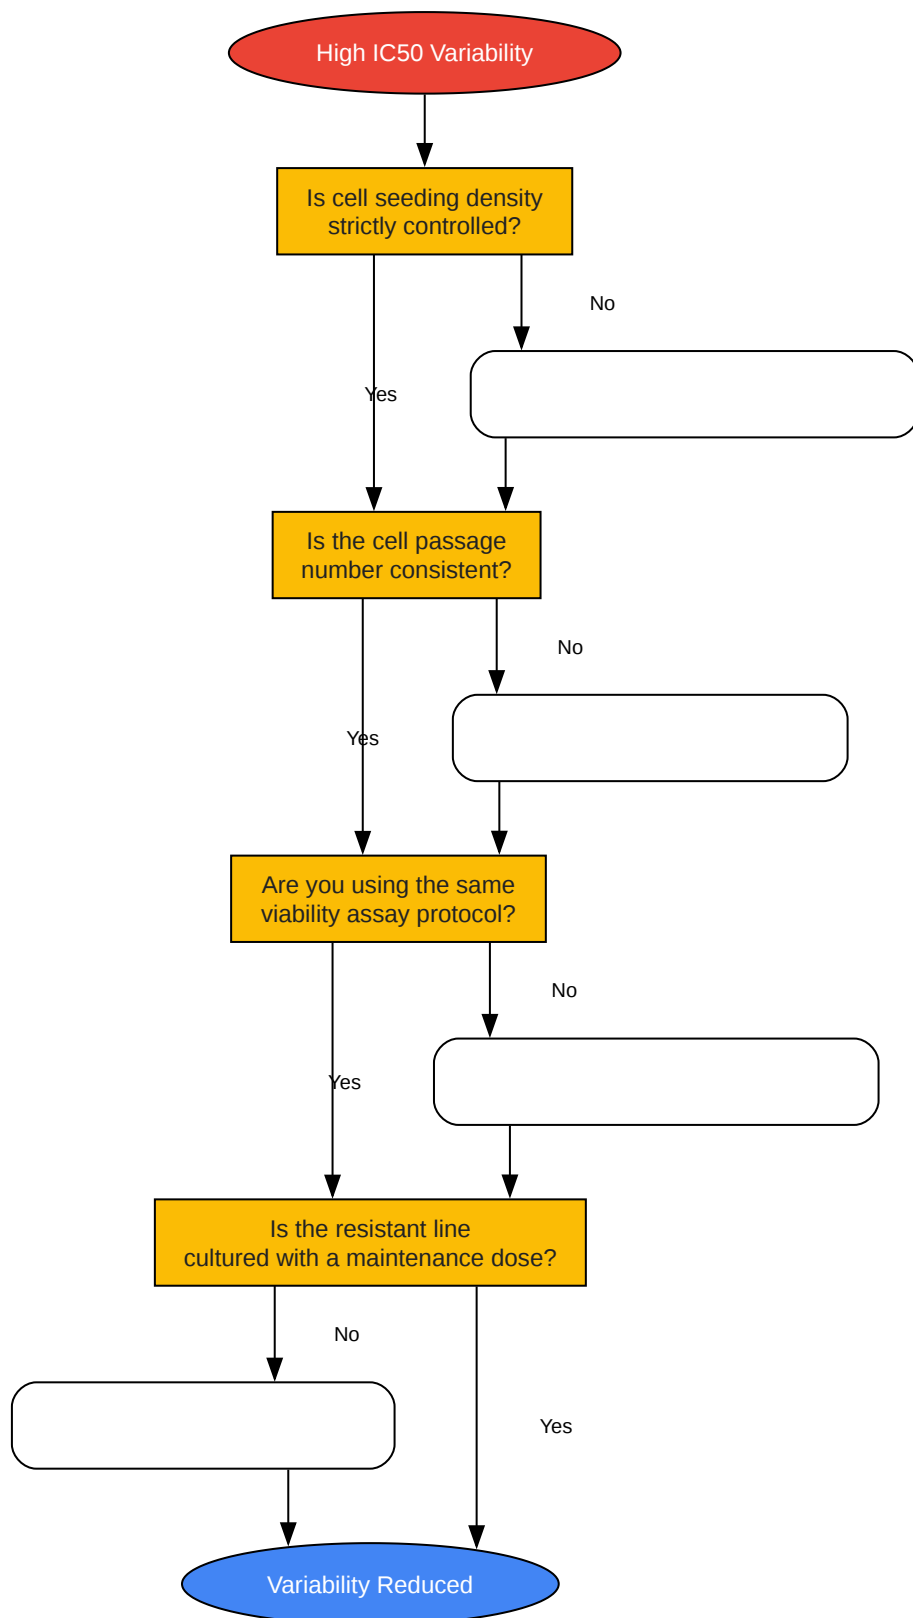 High IC50 Variability
Is cell seeding density
strictly controlled?
No
Yes
Is the cell passage
number consistent?
No
Yes
Are you using the same
viability assay protocol?
No
Yes
Is the resistant line
cultured with a maintenance dose?
No
Yes
Variability Reduced